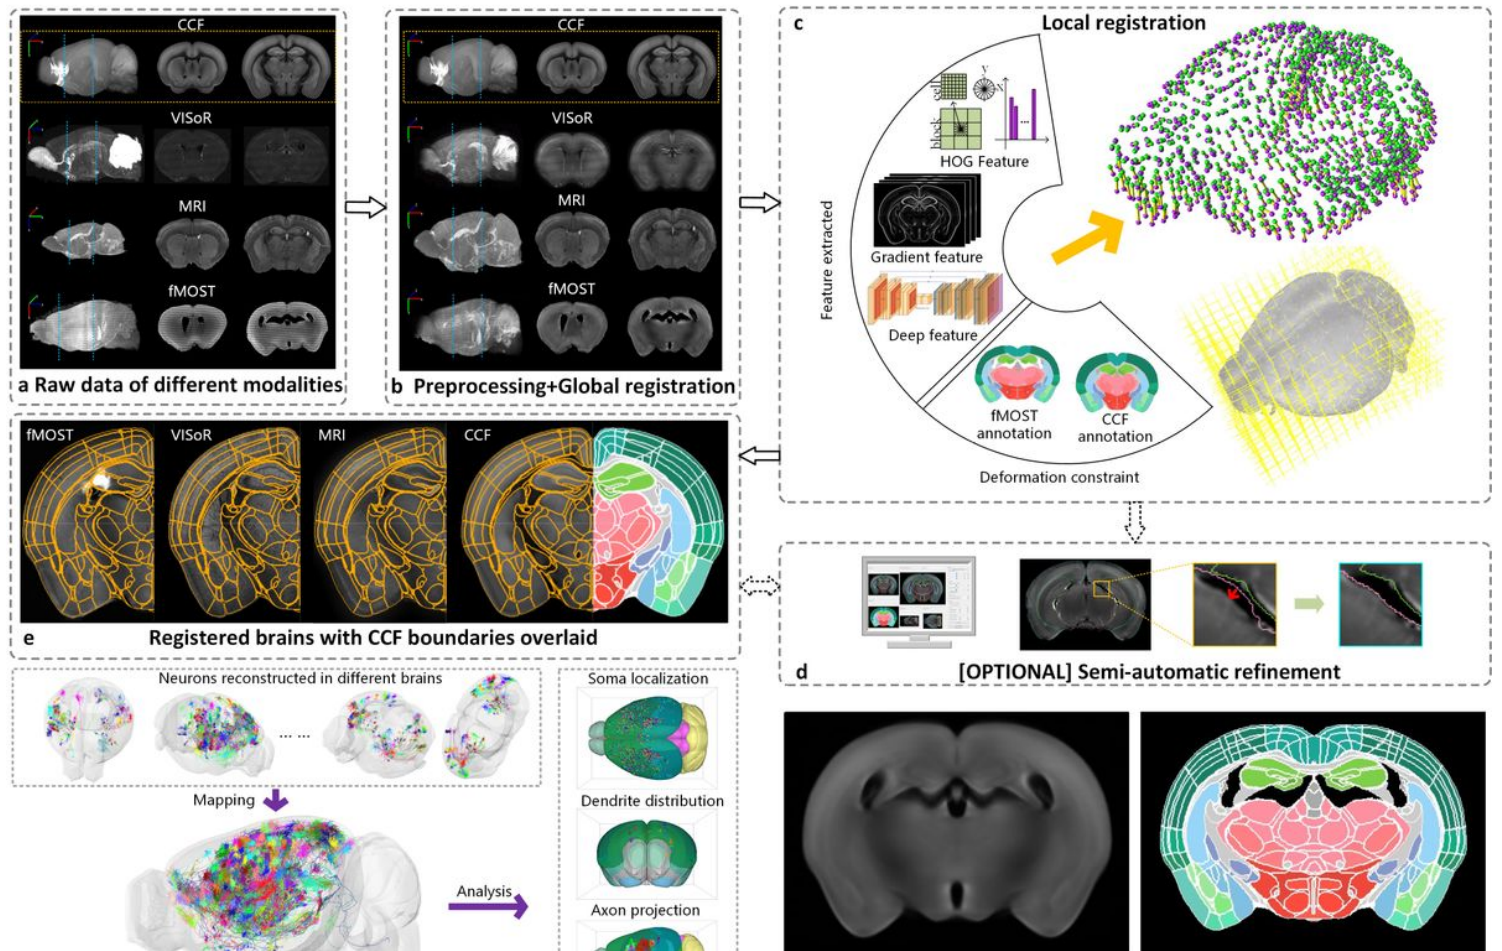 CCF
VISoR
MRI
fMOST
a Raw data of different modalities
CCF
VISoR
MRI
fMOST
b Preprocessing+Global registration
c
Local registration
cell
block
Y
X
...
HOG Feature
Gradient feature
Deep feature
Feature extracted
fMOST
annotation
CCF
annotation
Deformation constraint
fMOST
VISoR
MRI
CCF
e Registered brains with CCF boundaries overlaid
d [OPTIONAL] Semi-automatic refinement
Neurons reconstructed in different brains
... ...
Mapping
Analysis
Soma localization
Dendrite distribution
Axon projection